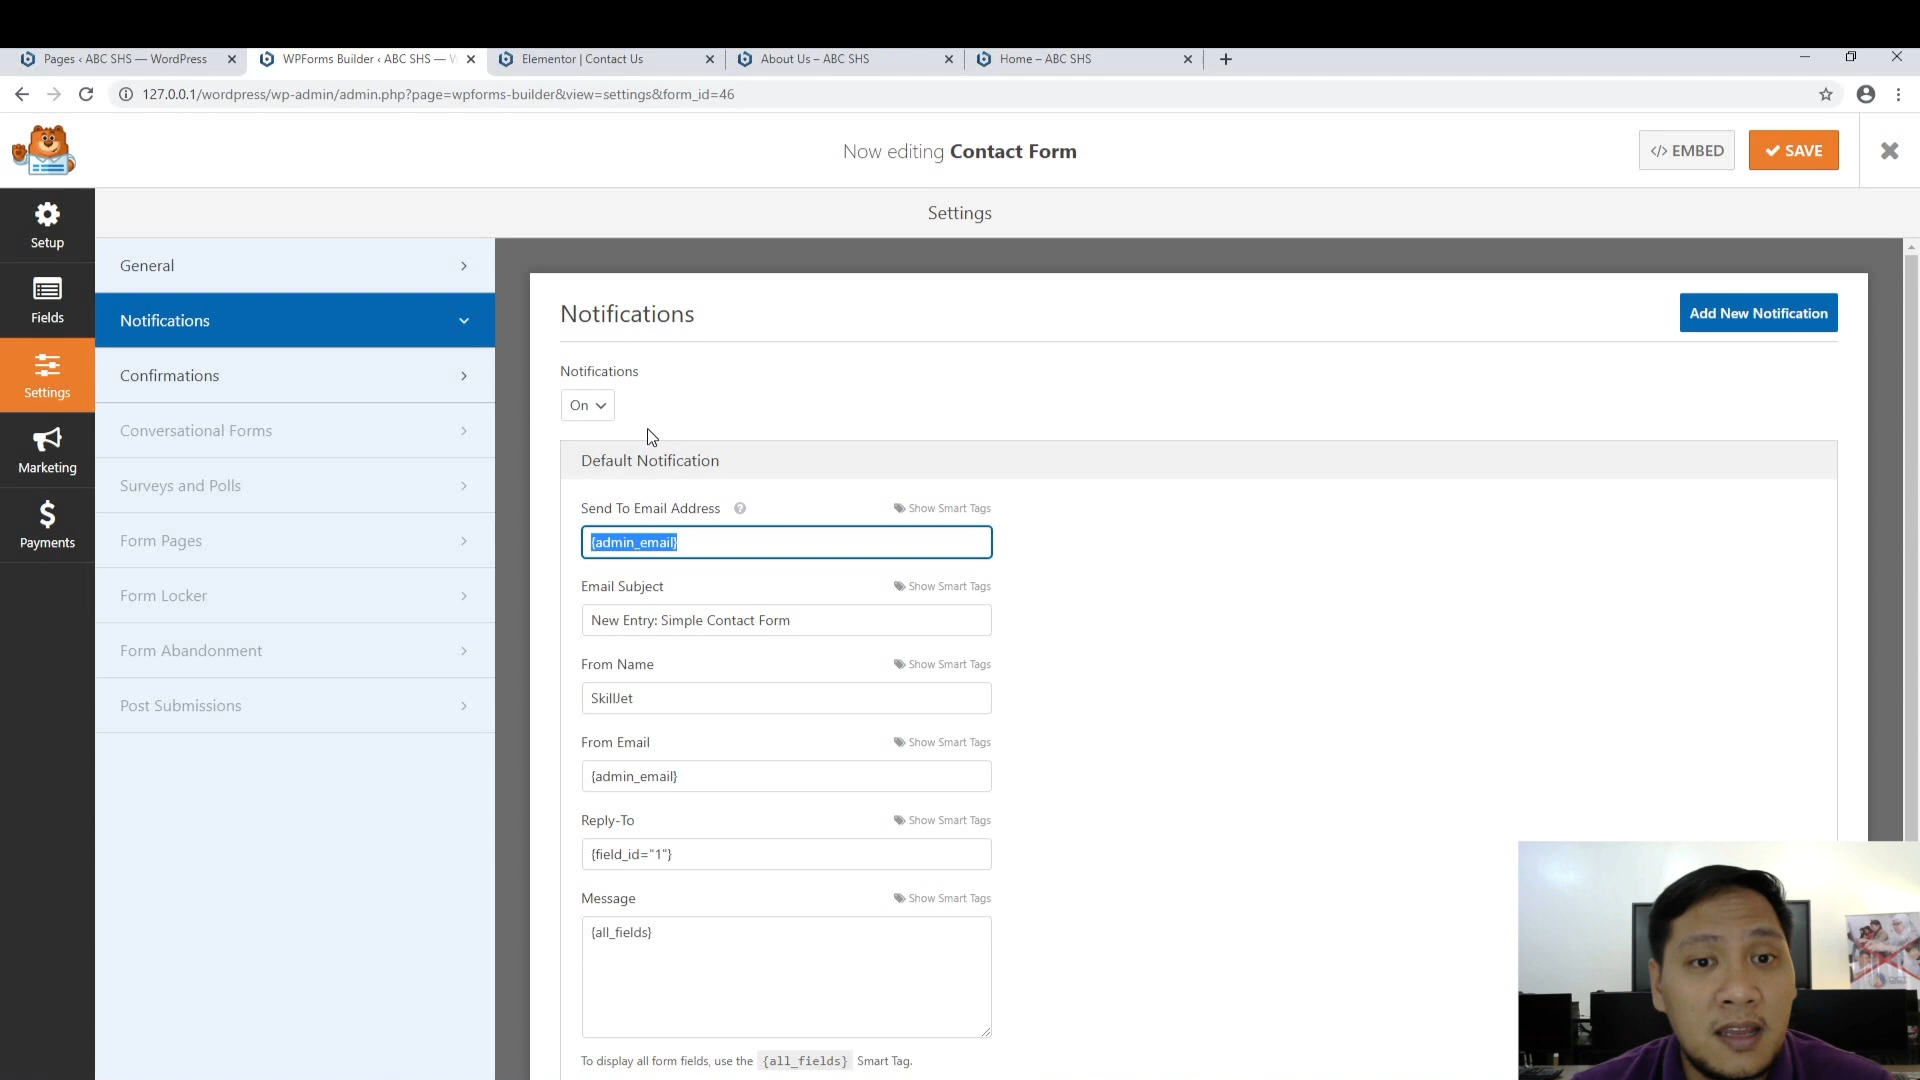 Pages ‹ ABC SHS — WordPress
WPForms Builder ‹ ABC SHS —
Elementor | Contact Us
About Us – ABC SHS
Home – ABC SHS
127.0.0.1/wordpress/wp-admin/admin.php?page=wpforms-builder&view=settings&form_id=46
Now editing Contact Form
</> EMBED
SAVE
Settings
Setup
Fields
Settings
Marketing
Payments
General
Notifications
Confirmations
Conversational Forms
Surveys and Polls
Form Pages
Form Locker
Form Abandonment
Post Submissions
Notifications
Add New Notification
Notifications
On
Default Notification
Send To Email Address
Show Smart Tags
{admin_email}
Email Subject
Show Smart Tags
New Entry: Simple Contact Form
From Name
Show Smart Tags
SkillJet
From Email
Show Smart Tags
{admin_email}
Reply-To
Show Smart Tags
{field_id="1"}
Message
Show Smart Tags
{all_fields}
To display all form fields, use the {all_fields} Smart Tag.